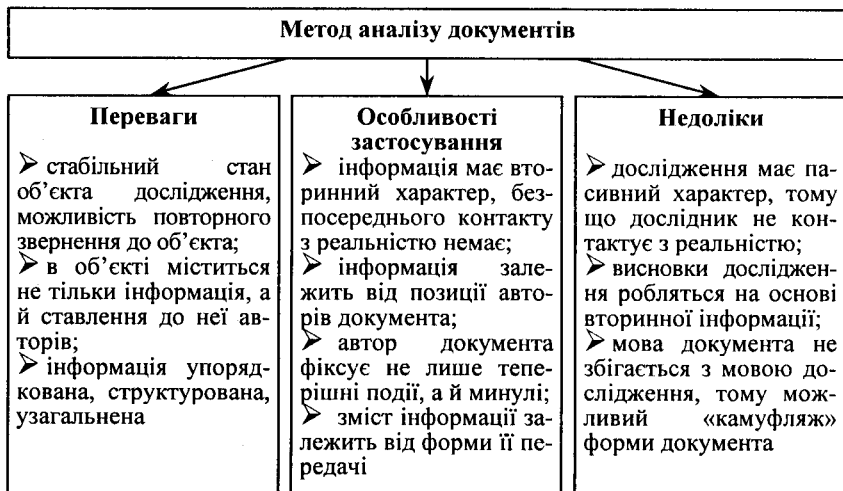 Метод аналізу документів
Переваги
➢ стабільний стан
об’єкта дослідження,
можливість повторного
звернення до об’єкта;
➢ в об’єкті міститься
не тільки інформація, а
й ставлення до неї ав-
торів;
➢ інформація упоряд-
кована, структурована,
узагальнена
Особливості
застосування
➢ інформація має вто-
ринний характер, без-
посереднього контакту
з реальністю немає;
➢ інформація зале-
жить від позиції авто-
рів документа;
➢ автор документа
фіксує не лише тепе-
рішні події, а й минулі;
➢ зміст інформації за-
лежить від форми її пе-
редачі
Недоліки
➢ дослідження має па-
сивний характер, тому
що дослідник не кон-
тактує з реальністю;
➢ висновки досліджен-
ня робляться на основі
вторинної інформації;
➢ мова документа не
збігається з мовою до-
слідження, тому мож-
ливий «камуфляж»
форми документа